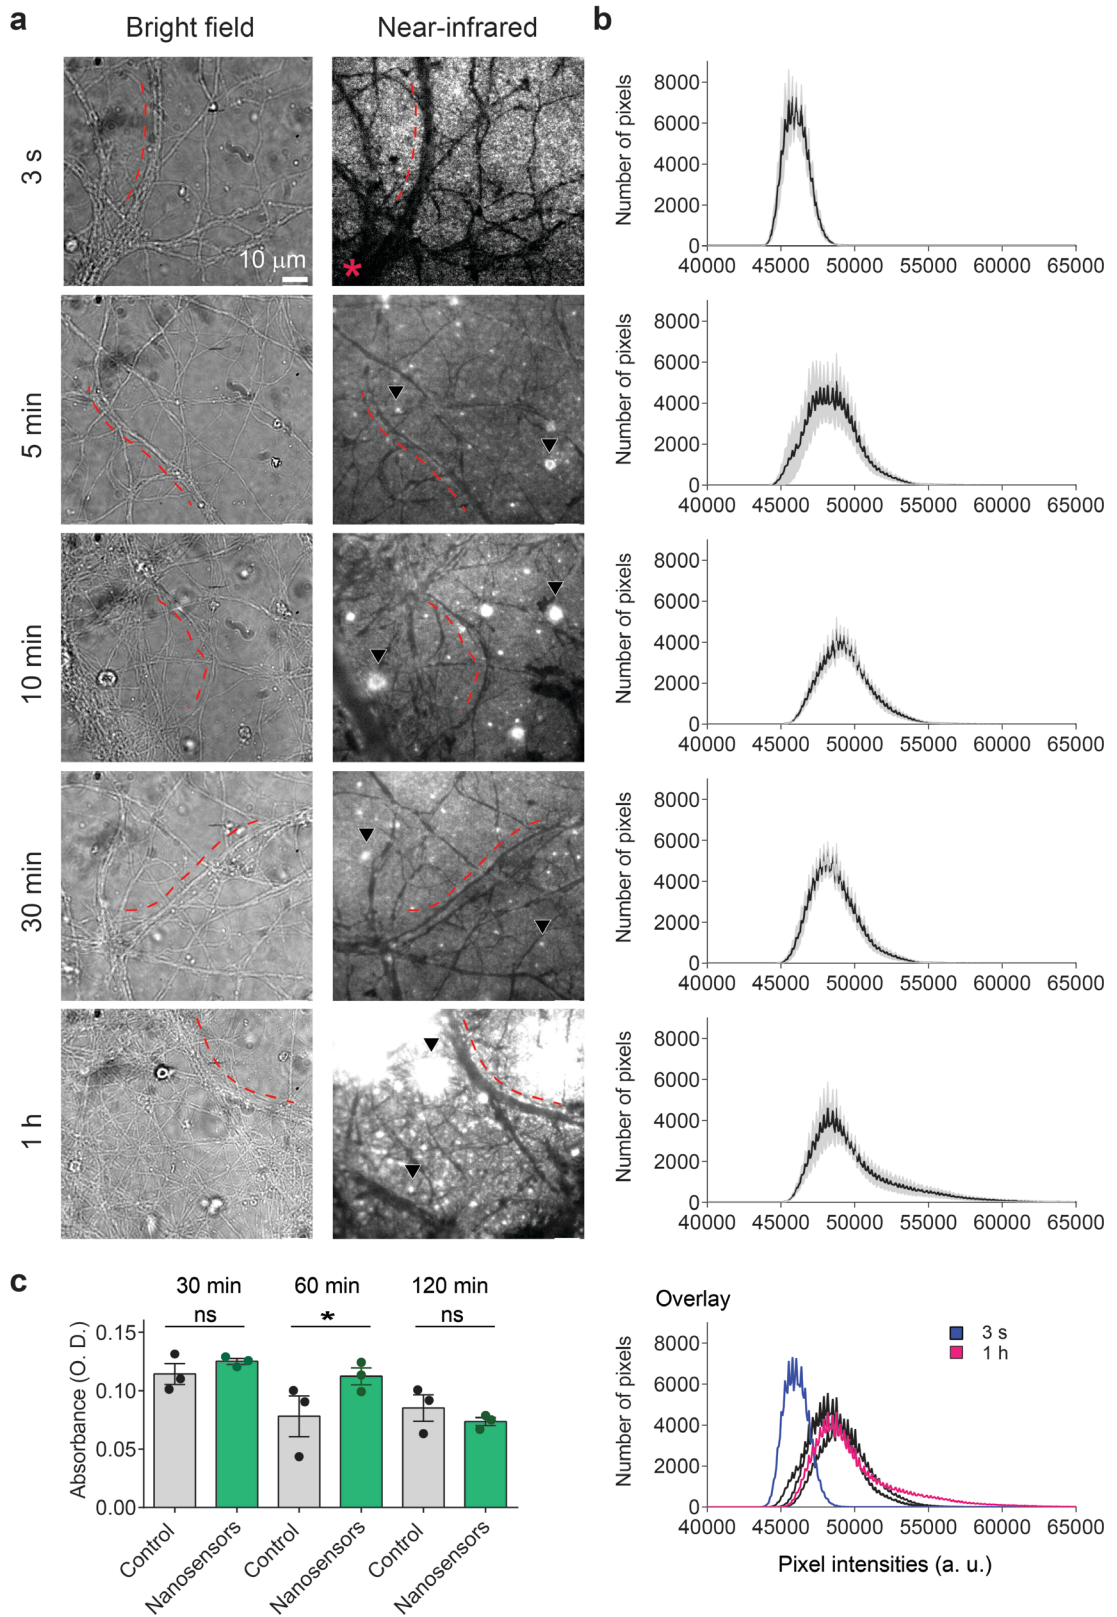 a
Bright field
Near-infrared
3 s
10 µm
*
5 min
10 min
30 min
1 h
b
Number of pixels
8000
6000
4000
2000
0
40000 45000 50000 55000 60000 65000
Number of pixels
8000
6000
4000
2000
0
40000 45000 50000 55000 60000 65000
Number of pixels
8000
6000
4000
2000
0
40000 45000 50000 55000 60000 65000
Number of pixels
8000
6000
4000
2000
0
40000 45000 50000 55000 60000 65000
Number of pixels
8000
6000
4000
2000
0
40000 45000 50000 55000 60000 65000
Overlay
3 s
1 h
Number of pixels
8000
6000
4000
2000
0
40000 45000 50000 55000 60000 65000
Pixel intensities (a. u.)
c
30 min 60 min 120 min
ns * ns
Absorbance (O. D.)
0.15
0.10
0.05
0.00
Control
Nanosensors
Control
Nanosensors
Control
Nanosensors